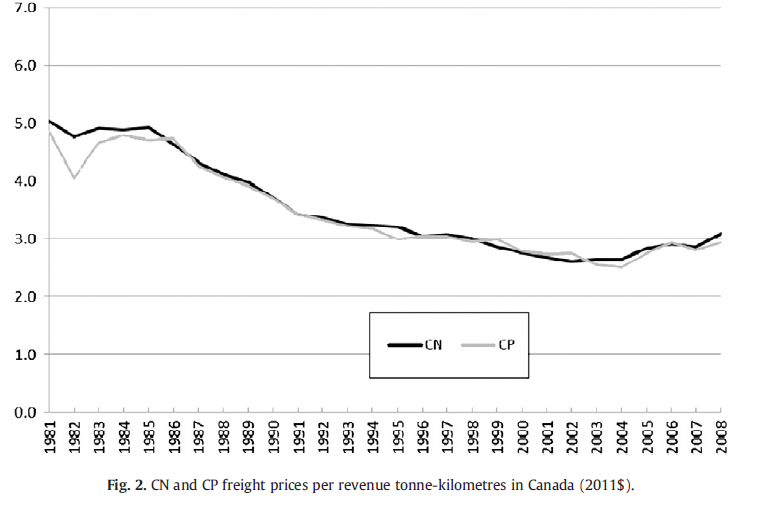 7.0
6.0
5.0
4.0
3.0
2.0
1.0
0.0
CN CP
1981 1982 1983 1984 1985 1986 1987 1988 1989 1990 1991 1992 1993 1994 1995 1996 1997 1998 1999 2000 2001 2002 2003 2004 2005 2006 2007 2008
Fig. 2. CN and CP freight prices per revenue tonne-kilometres in Canada (2011$).